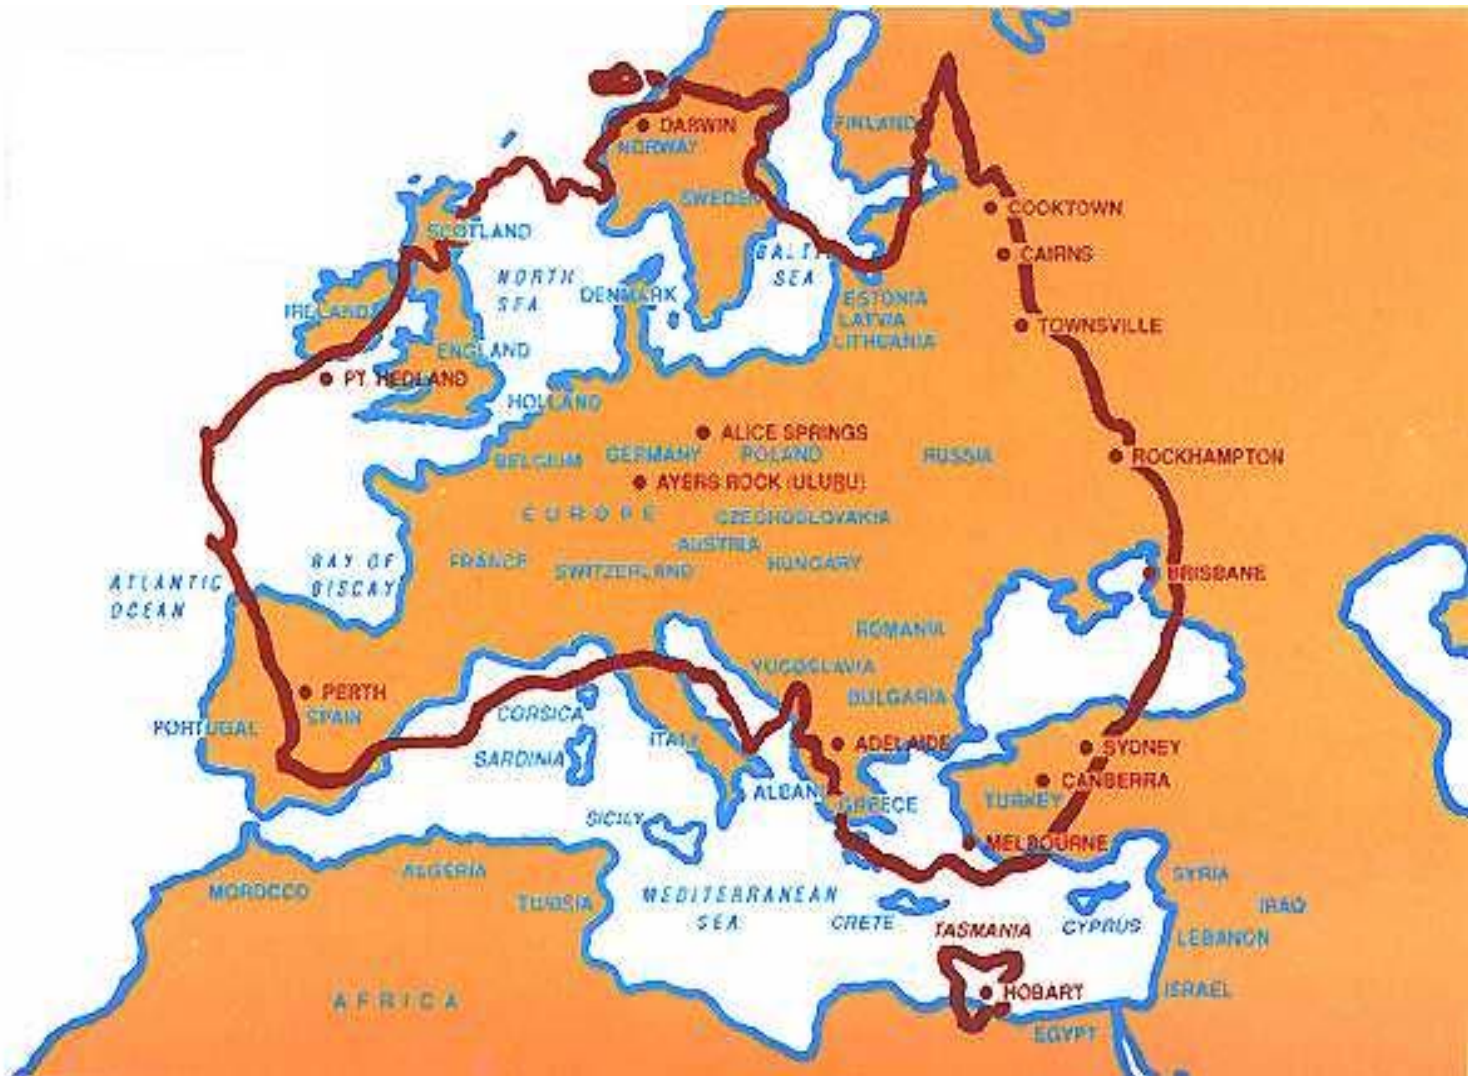 FINLAND
DARWIN
NORWAY
SWEDEN
COOKTOWN
SCOTLAND
CAIRNS
BALTIC
SEA
NORTH
SEA
DENMARK
ESTONIA
IRELAND
LATVIA
TOWNSVILLE
LITHUANIA
ENGLAND
PT. HEDLAND
HOLLAND
ALICE SPRINGS
BELGIUM
GERMANY
POLAND
RUSSIA
ROCKHAMPTON
AYERS ROCK (ULURU)
EUROPE
CZECHOSLOVAKIA
AUSTRIA
BAY OF
BISCAY
FRANCE
SWITZERLAND
HUNGARY
BRISBANE
ATLANTIC
OCEAN
ROMANIA
YUGOSLAVIA
BULGARIA
PERTH
SPAIN
CORSICA
PORTUGAL
ITALY
ADELAIDE
SYDNEY
SARDINIA
CANBERRA
ALBANI
GREECE
TURKEY
SICILY
MELBOURNE
ALGERIA
SYRIA
MOROCCO
TUNISIA
MEDITERRANEAN
SEA
CRETE
TASMANIA
CYPRUS
IRAQ
LEBANON
AFRICA
HOBART
ISRAEL
EGYPT